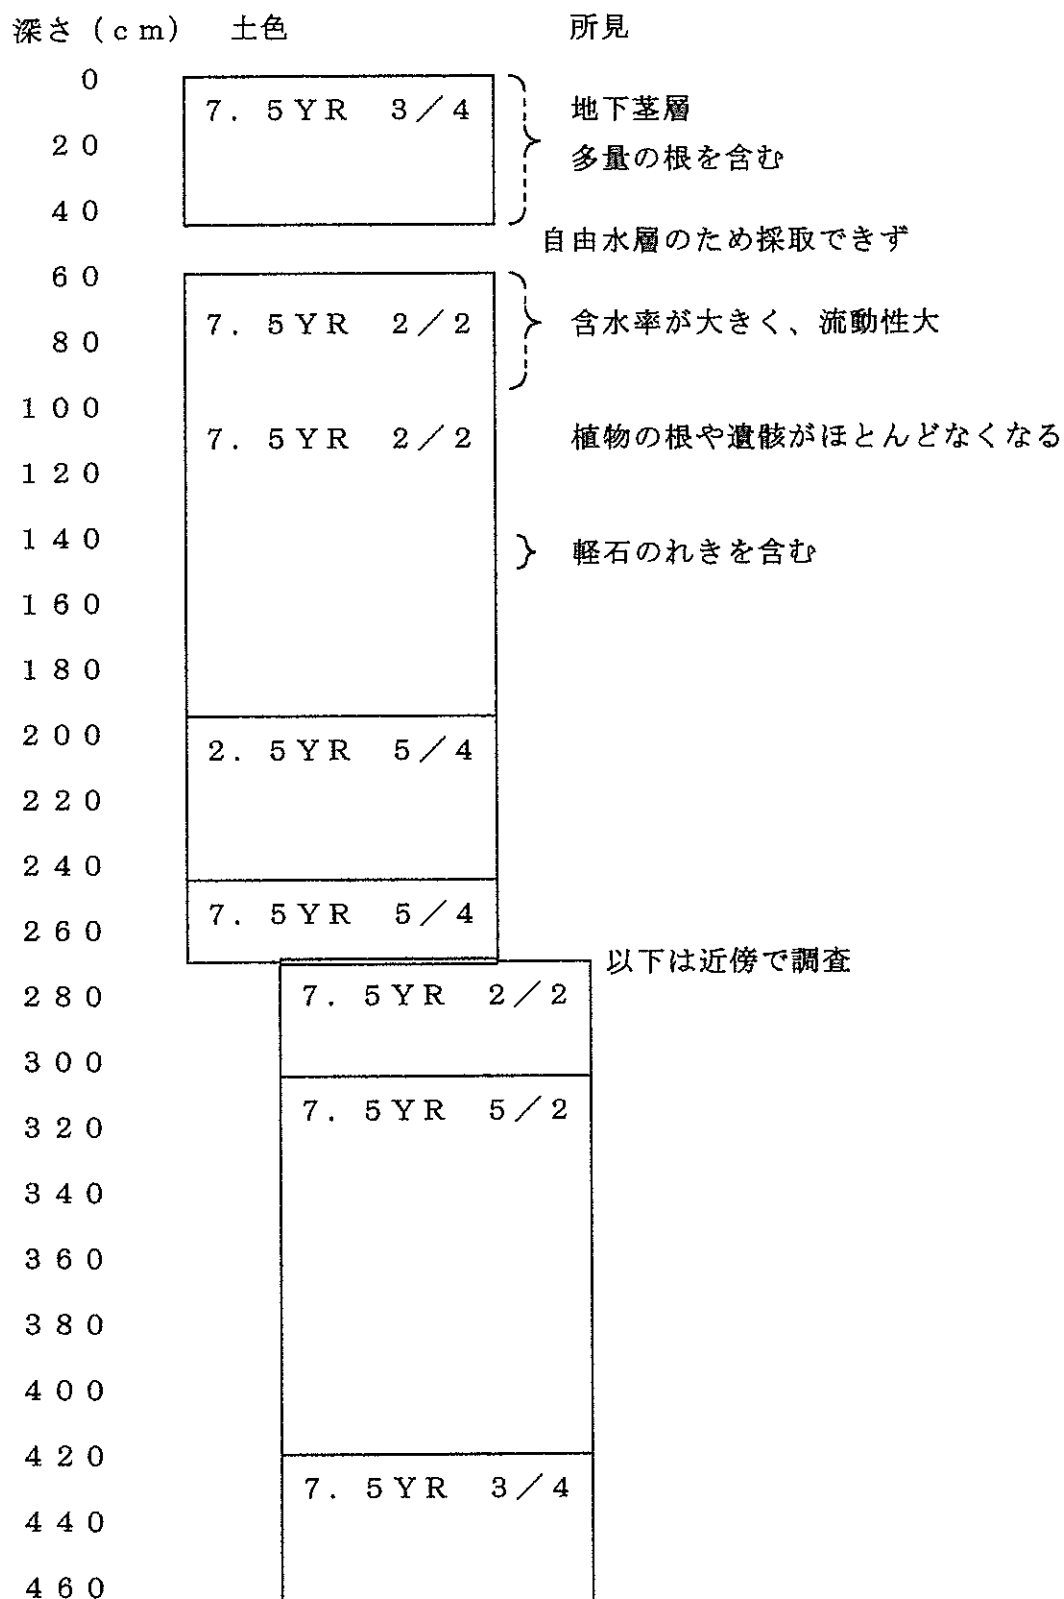 深さ（ｃｍ） 土色 所見
０
７．５ＹＲ ３／４ 地下茎層
２０ 多量の根を含む
４０
自由水層のため採取できず
６０
７．５ＹＲ ２／２ 含水率が大きく、流動性大
８０
１００
７．５ＹＲ ２／２ 植物の根や遺骸がほとんどなくなる
１２０
１４０ 軽石のれきを含む
１６０
１８０
２００ ２．５ＹＲ ５／４
２２０
２４０
７．５ＹＲ ５／４
２６０
以下は近傍で調査
２８０ ７．５ＹＲ ２／２
３００
７．５ＹＲ ５／２
３２０
３４０
３６０
３８０
４００
４２０
７．５ＹＲ ３／４
４４０
４６０